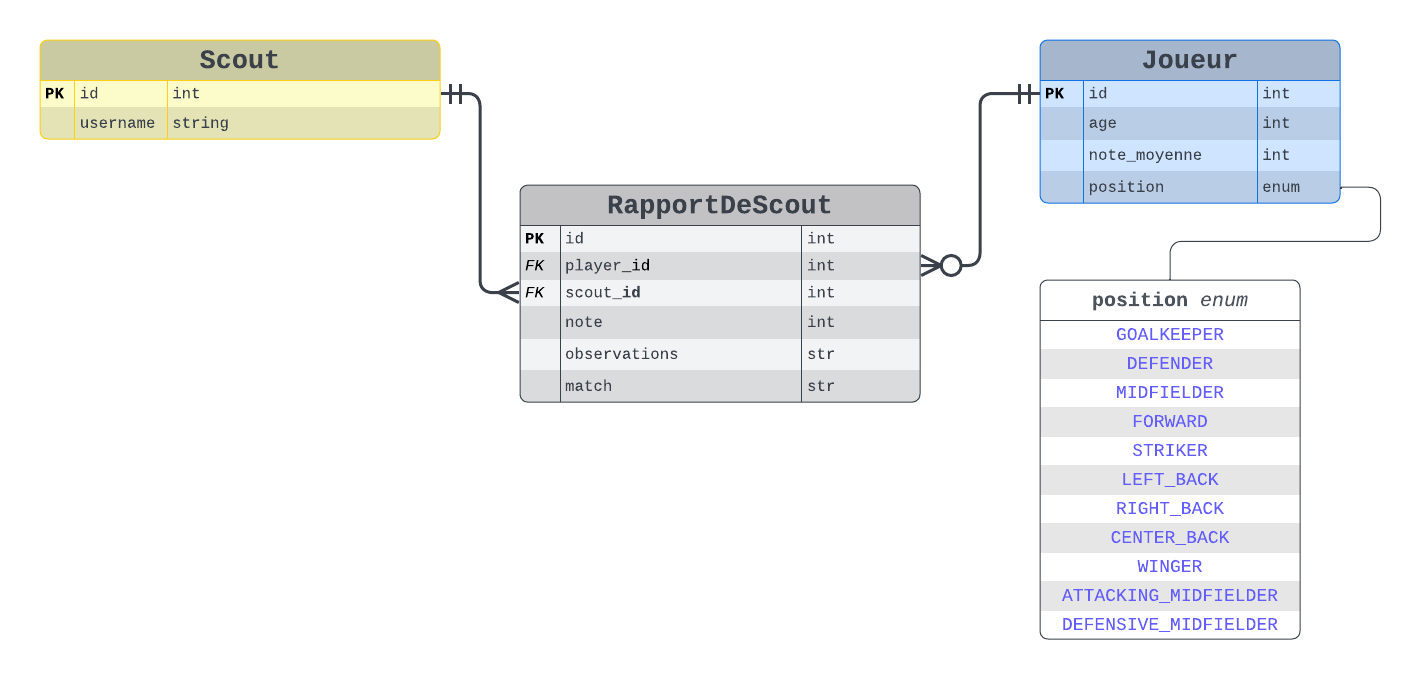 Scout
PK id int
username string
RapportDeScout
PK id int
FK player_id int
FK scout_id int
note int
observations str
match str
Joueur
PK id int
age int
note_moyenne int
position enum
position enum
GOALKEEPER
DEFENDER
MIDFIELDER
FORWARD
STRIKER
LEFT_BACK
RIGHT_BACK
CENTER_BACK
WINGER
ATTACKING_MIDFIELDER
DEFENSIVE_MIDFIELDER